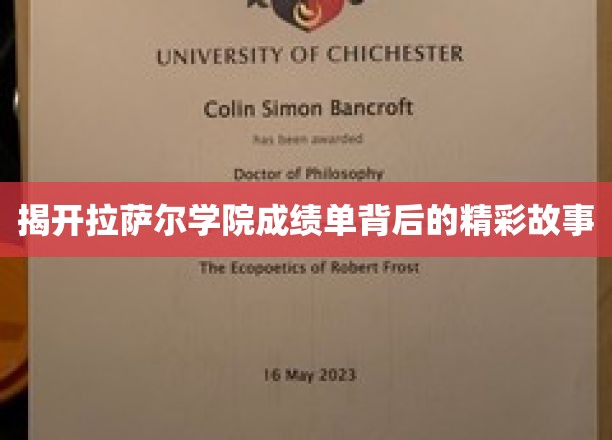 UNIVERSITY OF CHICHESTER
Colin Simon Bancroft
has been awarded
Doctor of Philosophy
揭开拉萨尔学院成绩单背后的精彩故事
The Ecopoetics of Robert Frost
16 May 2023